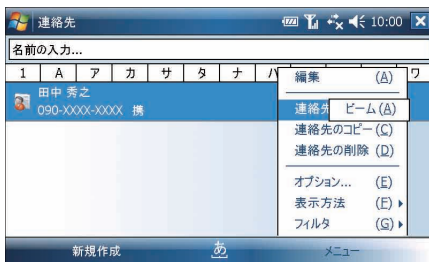 連絡先 10:00
名前の入力...
1 A ア カ サ タ ナ ハ ワ
田中 秀之
090-XXXX-XXXX 携
編集 (A)
連絡先 ビーム(A)
連絡先のコピー(C)
連絡先の削除 (D)
オプション... (E)
表示方法 (F)
フィルタ (G)
新規作成 あ メニュー